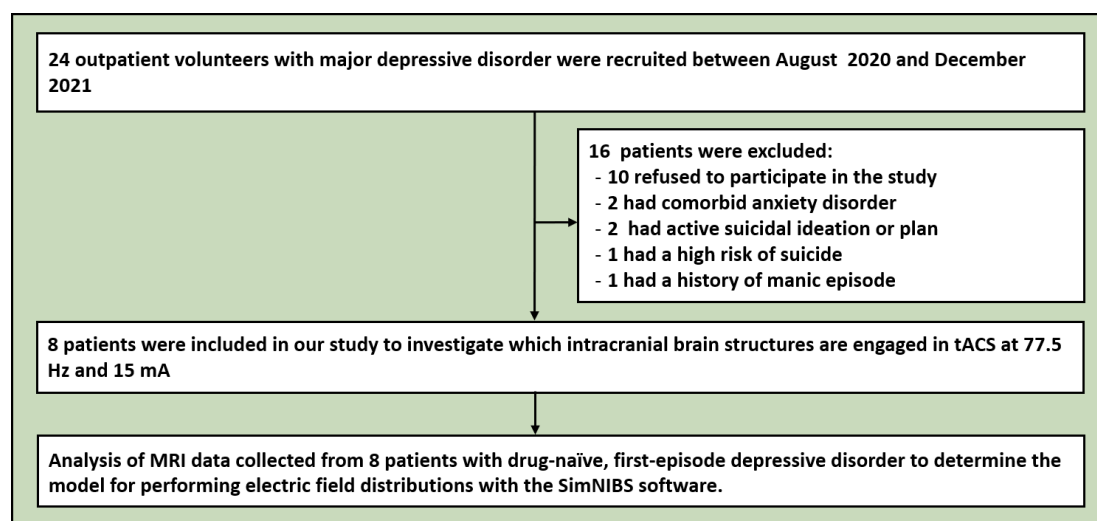 24 outpatient volunteers with major depressive disorder were recruited between August  2020 and December
2021
16  patients were excluded:
- 10 refused to participate in the study
- 2 had comorbid anxiety disorder
- 2  had active suicidal ideation or plan
- 1 had a high risk of suicide
- 1 had a history of manic episode
8 patients were included in our study to investigate which intracranial brain structures are engaged in tACS at 77.5
Hz and 15 mA
Analysis of MRI data collected from 8 patients with drug-naïve, first-episode depressive disorder to determine the
model for performing electric field distributions with the SimNIBS software.